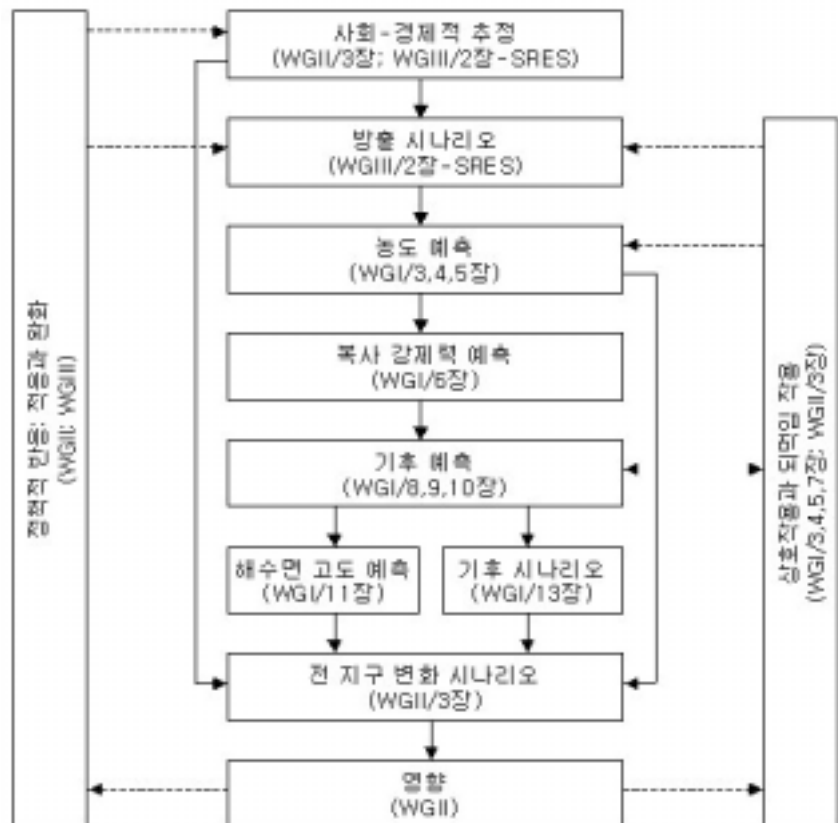 사회-경제적 추정
(WGII/3장; WGIII/2장-SRES)
방출 시나리오
(WGIII/2장-SRES)
농도 예측
(WGI/3,4,5장)
복사 강제력 예측
(WGI/6장)
기후 예측
(WGI/8,9,10장)
해수면 고도 예측
(WGI/11장)
기후 시나리오
(WGI/13장)
전 지구 변화 시나리오
(WGII/3장)
영향
(WGII)
정책적 반응: 적응과 완화
(WGII; WGIII)
상호작용과 되먹임 작용
(WGI/3,4,5,7장; WGII/3장)